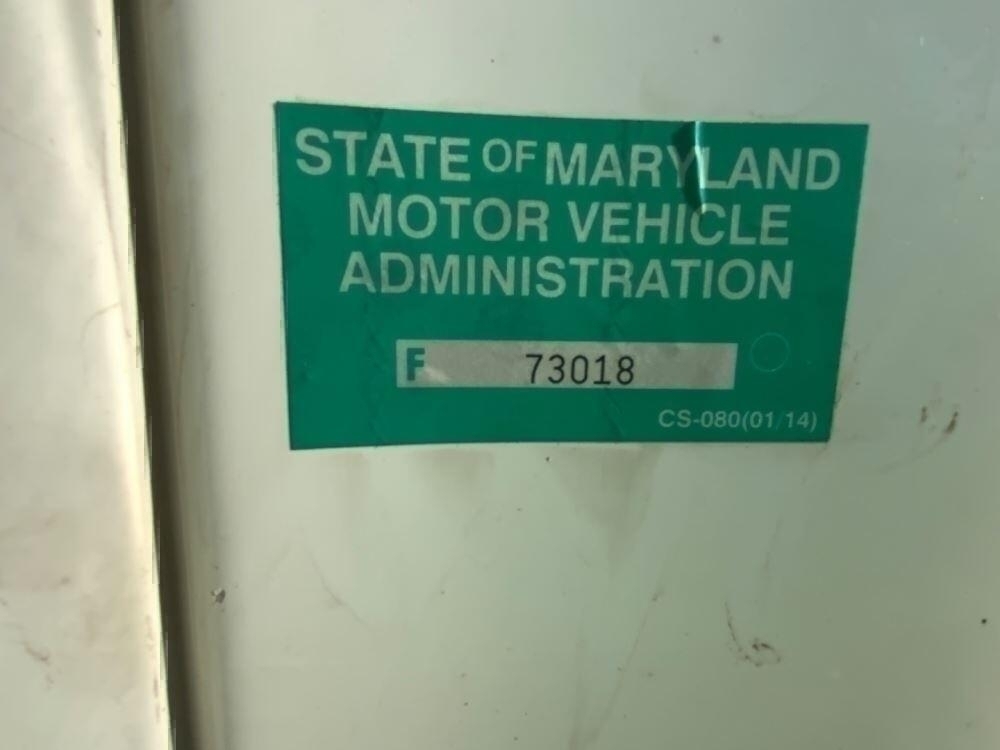 STATE OF MARYLAND
MOTOR VEHICLE
ADMINISTRATION
F 73018
CS-080(01/14)